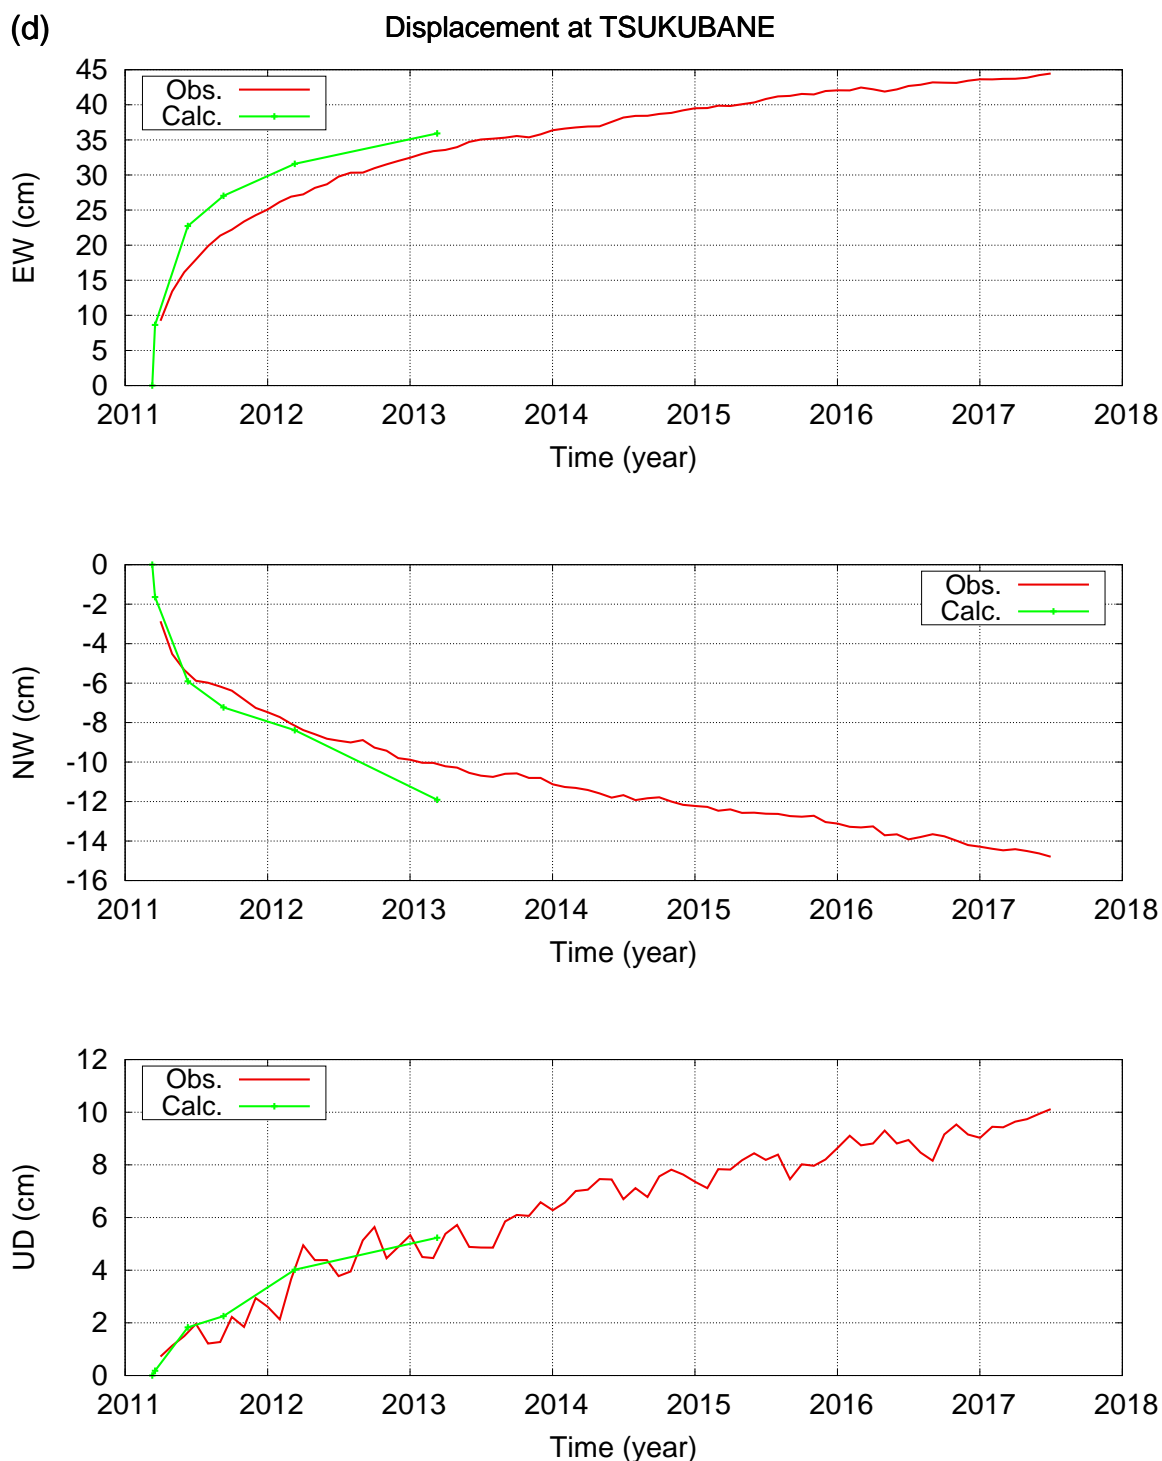 (d)
Displacement at TSUKUBANE
45
40
35
30
25
20
15
10
5
0
EW (cm)
Obs.
Calc.
2011 2012 2013 2014 2015 2016 2017 2018
Time (year)
0
-2
-4
-6
-8
-10
-12
-14
-16
NW (cm)
Obs.
Calc.
2011 2012 2013 2014 2015 2016 2017 2018
Time (year)
12
10
8
6
4
2
0
UD (cm)
Obs.
Calc.
2011 2012 2013 2014 2015 2016 2017 2018
Time (year)